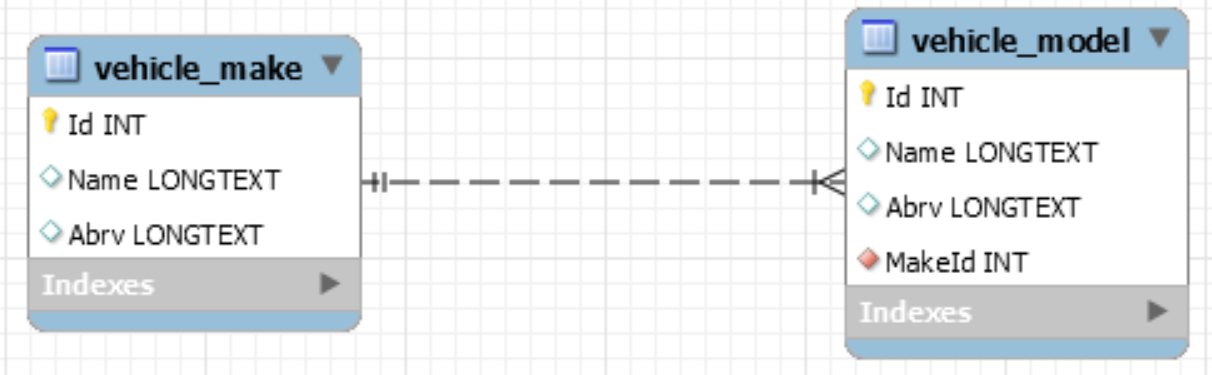 vehicle_make
Id INT
Name LONGTEXT
Abrv LONGTEXT
Indexes
vehicle_model
Id INT
Name LONGTEXT
Abrv LONGTEXT
MakeId INT
Indexes